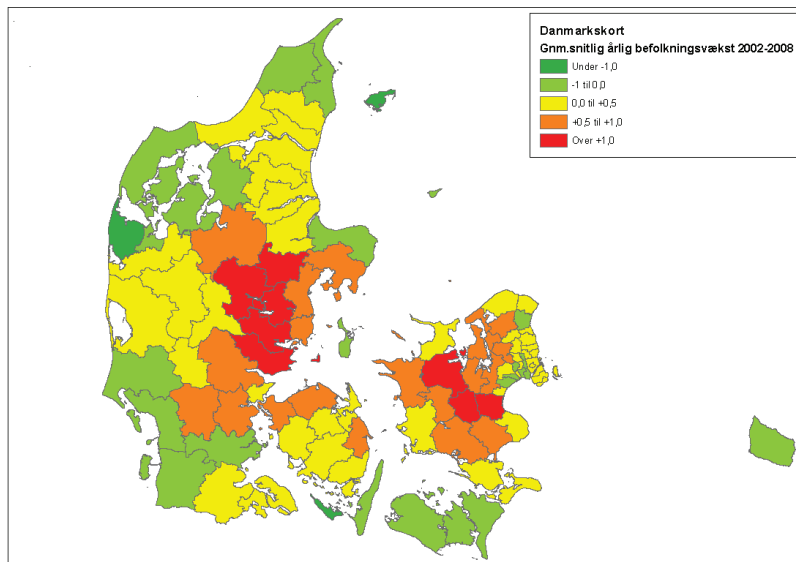 Danmarkskort
Gnm.snitlig årlig befolkningsvækst 2002-2008
Under -1,0
-1 til 0,0
0,0 til +0,5
+0,5 til +1,0
Over +1,0